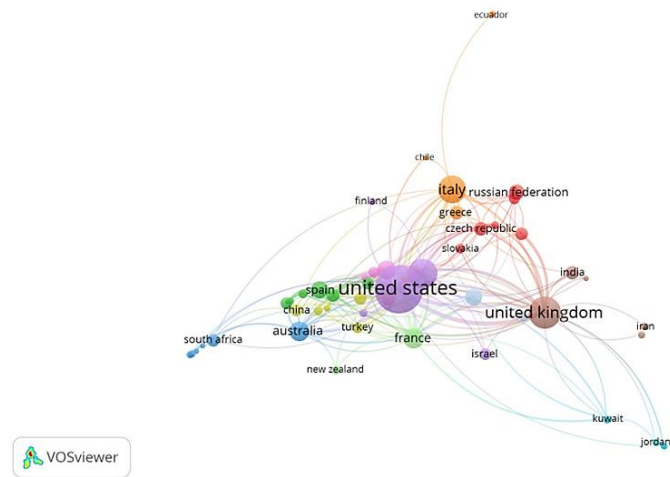 ecuador
chile
italy
russian federation
finland
greece
czech republic
slovakia
india
spain
united states
china
united kingdom
australia
turkey
iran
south africa
france
israel
new zealand
kuwait
jordan
VOSviewer